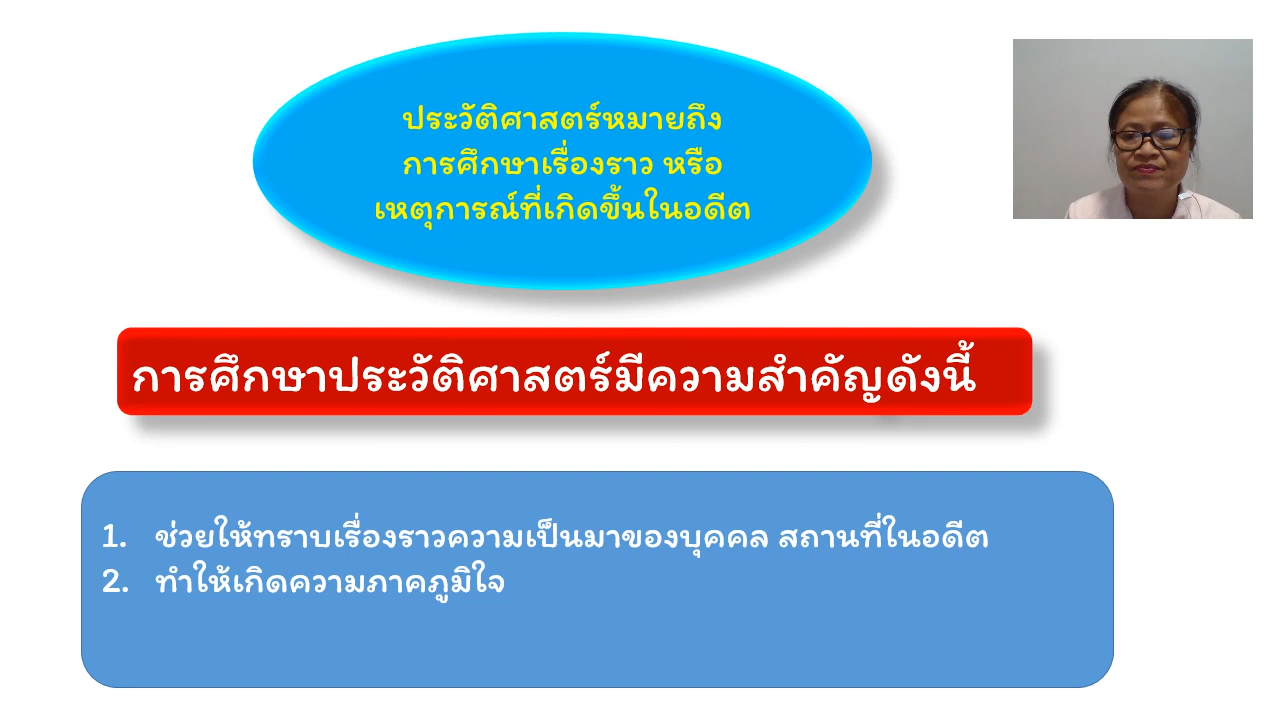 ประวัติศาสตร์หมายถึง
การศึกษาเรื่องราว หรือ
เหตุการณ์ที่เกิดขึ้นในอดีต
การศึกษาประวัติศาสตร์มีความสำคัญดังนี้
1. ช่วยให้ทราบเรื่องราวความเป็นมาของบุคคล สถานที่ในอดีต
2. ทำให้เกิดความภาคภูมิใจ